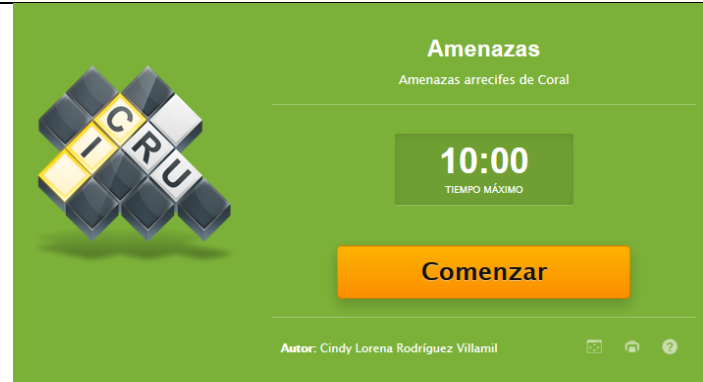 C
I R
U
Amenazas
Amenazas arrecifes de Coral
10:00
TIEMPO MÁXIMO
Comenzar
Autor: Cindy Lorena Rodríguez Villamil
?